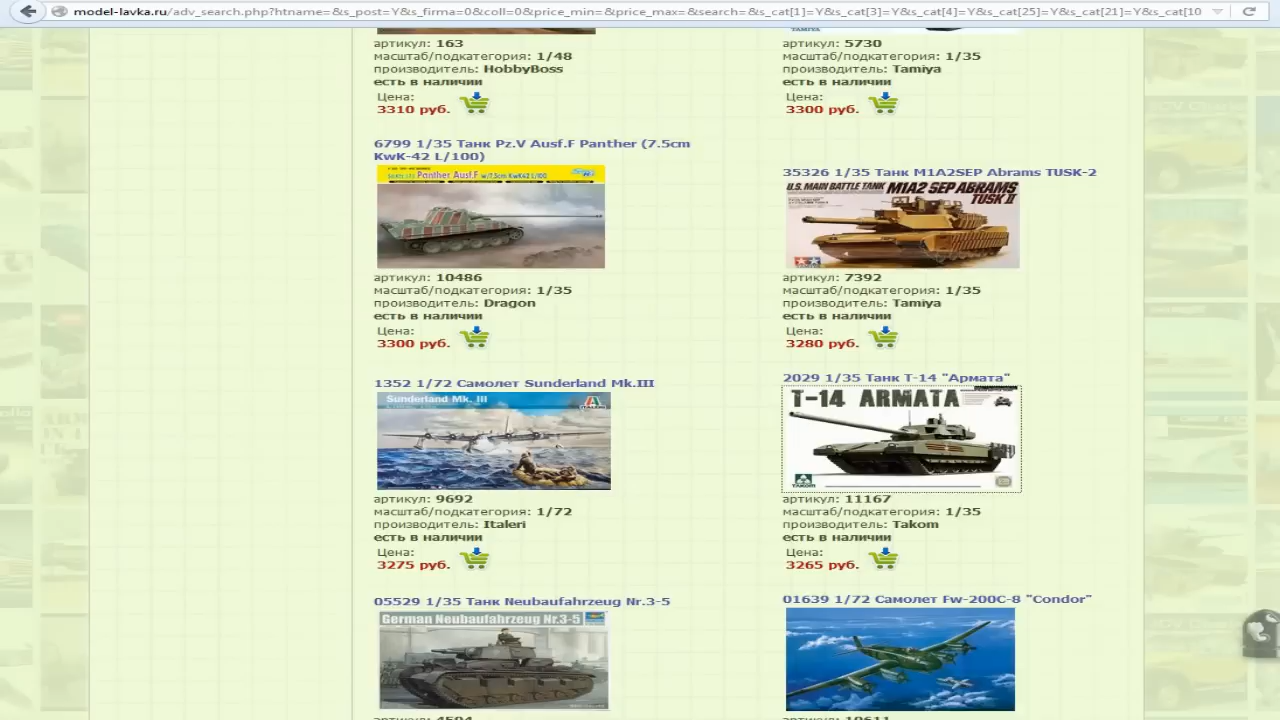 model-lavka.ru/adv_search.php?htname=&s_post=Y&s_firma=0&coll=0&price_min=&price_max=&search=&s_cat[1]=Y&s_cat[3]=Y&s_cat[4]=Y&s_cat[25]=Y&s_cat[21]=Y&s_cat[10
артикул: 163
масштаб/подкатегория: 1/48
производитель: HobbyBoss
есть в наличии
Цена:
3310 руб.
TAMIYA
артикул: 5730
масштаб/подкатегория: 1/35
производитель: Tamiya
есть в наличии
Цена:
3300 руб.
6799 1/35 Танк Pz.V Ausf.F Panther (7.5cm
KwK-42 L/100)
Panther Ausf.F w/7.5cm KwK42 L/100
артикул: 10486
масштаб/подкатегория: 1/35
производитель: Dragon
есть в наличии
Цена:
3300 руб.
35326 1/35 Танк M1A2SEP Abrams TUSK-2
U.S. MAIN BATTLE TANK M1A2 SEP ABRAMS
TUSK II
артикул: 7392
масштаб/подкатегория: 1/35
производитель: Tamiya
есть в наличии
Цена:
3280 руб.
1352 1/72 Самолет Sunderland Mk.III
Sunderland Mk. III
ITALERI
артикул: 9692
масштаб/подкатегория: 1/72
производитель: Italeri
есть в наличии
Цена:
3275 руб.
2029 1/35 Танк Т-14 "Армата"
T-14 ARMATA
TAKOM
артикул: 11167
масштаб/подкатегория: 1/35
производитель: Takom
есть в наличии
Цена:
3265 руб.
05529 1/35 Танк Neubaufahrzeug Nr.3-5
German Neubaufahrzeug Nr.3-5
артикул: 4504
01639 1/72 Самолет Fw-200C-8 "Condor"
артикул: 10611